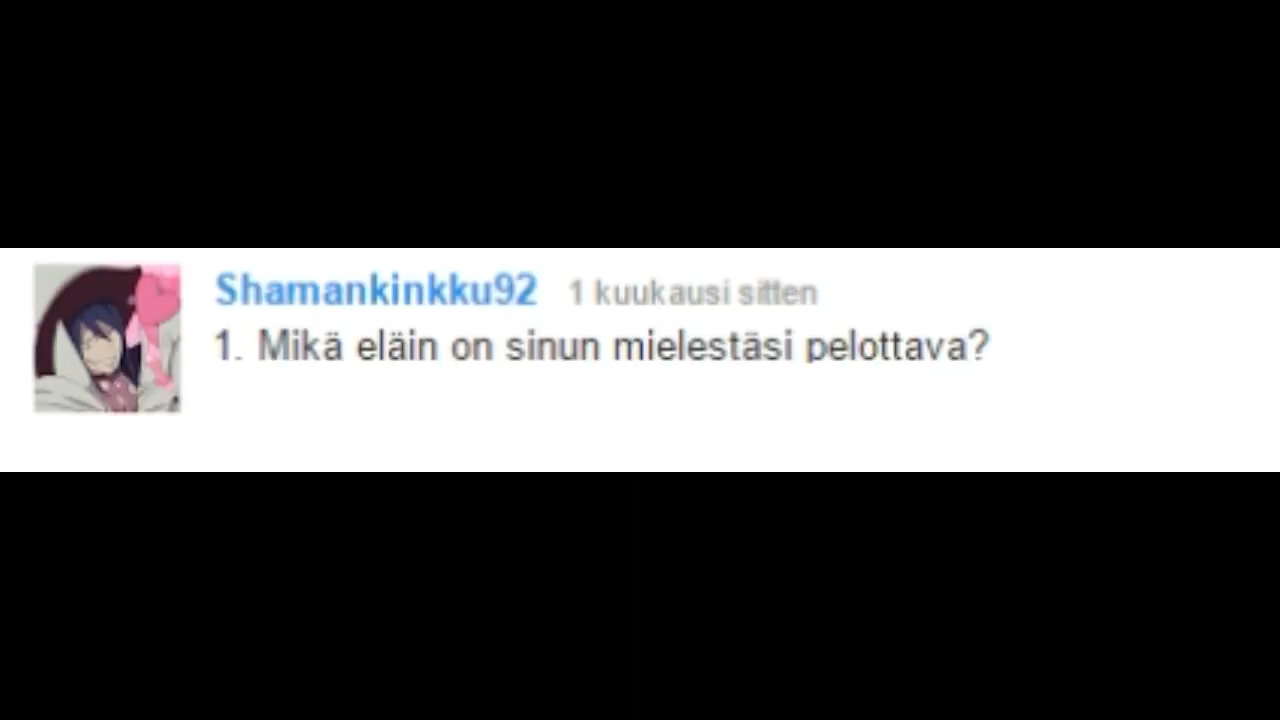 Shamankinkku92 1 kuukausi sitten
1. Mikä eläin on sinun mielestäsi pelottava?